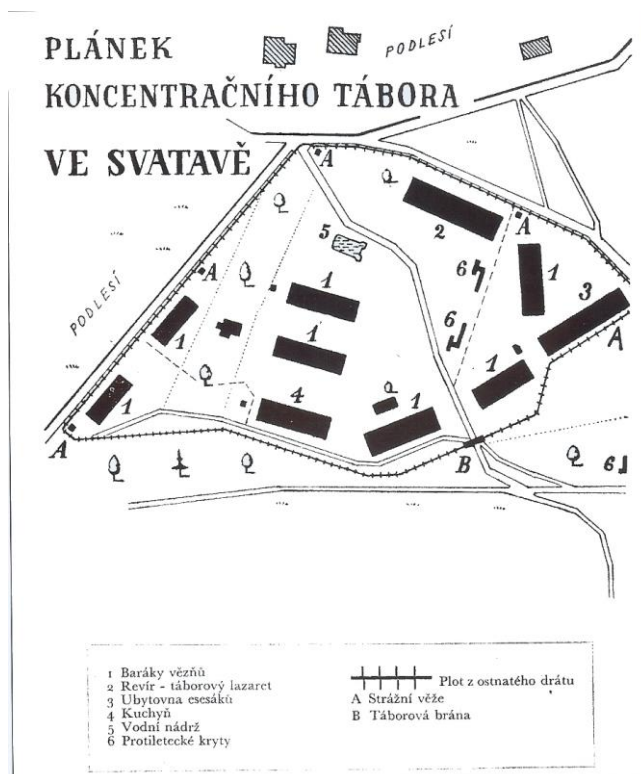 PLÁNEK
KONCENTRAČNÍHO TÁBORA
VE SVATAVĚ
PODLESÍ
A
2
A
5
6
1
1
3
A
PODLESÍ
1
1
6
A
1
1
4
1
A
B
6
1 Baráky vězňů
2 Revír - táborový lazaret
3 Ubytovna esesáků
4 Kuchyň
5 Vodní nádrž
6 Protiletecké kryty
Plot z ostnatého drátu
A Strážní věže
B Táborová brána